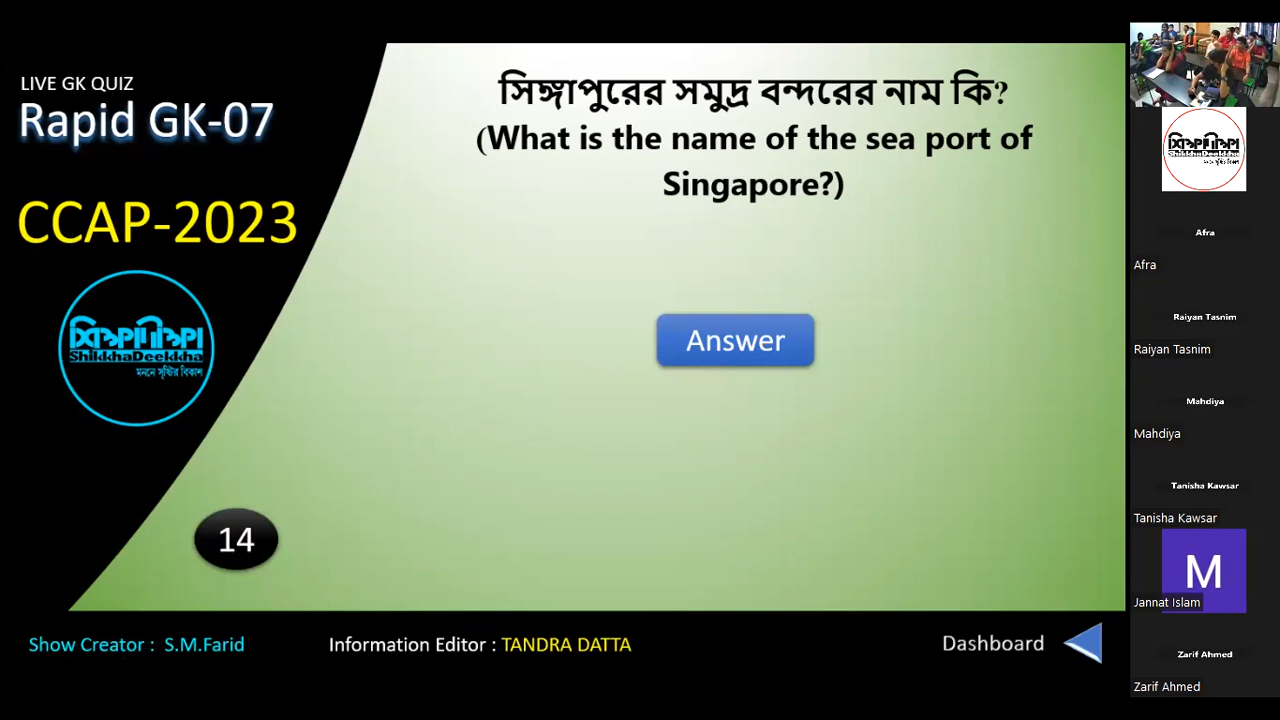 LIVE GK QUIZ
Rapid GK-07
CCAP-2023
শিক্ষাদীক্ষা
ShikkhaDeekkha
মননে সৃষ্টির বিকাশ
সিঙ্গাপুরের সমুদ্র বন্দরের নাম কি?
(What is the name of the sea port of
Singapore?)
Answer
14
Show Creator : S.M.Farid
Information Editor : TANDRA DATTA
Dashboard
শিক্ষাদীক্ষা
ShikkhaDeekkha
Afra
Afra
Raiyan Tasnim
Raiyan Tasnim
Mahdiya
Mahdiya
Tanisha Kawsar
Tanisha Kawsar
M
Jannat Islam
Zarif Ahmed
Zarif Ahmed